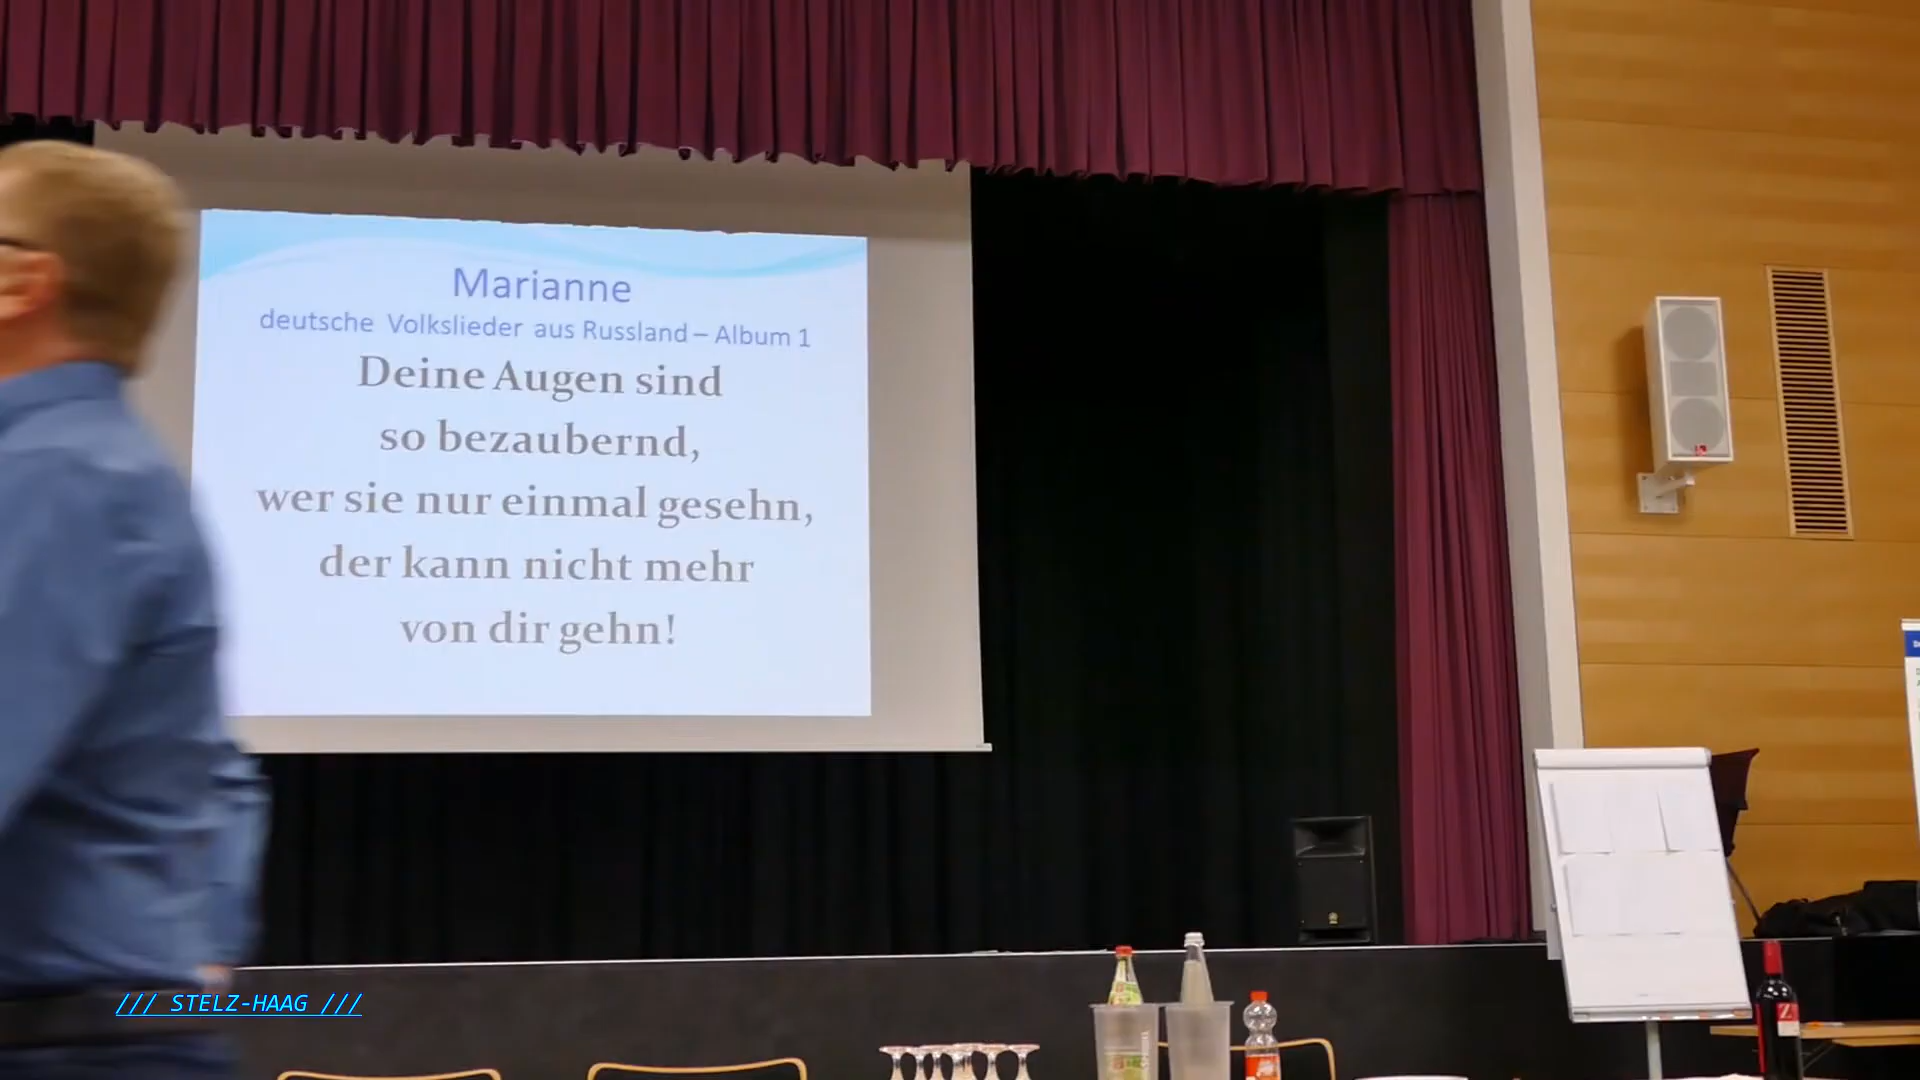 Marianne
deutsche Volkslieder aus Russland – Album 1
Deine Augen sind
so bezaubernd,
wer sie nur einmal gesehn,
der kann nicht mehr
von dir gehn!
/// STELZ-HAAG ///